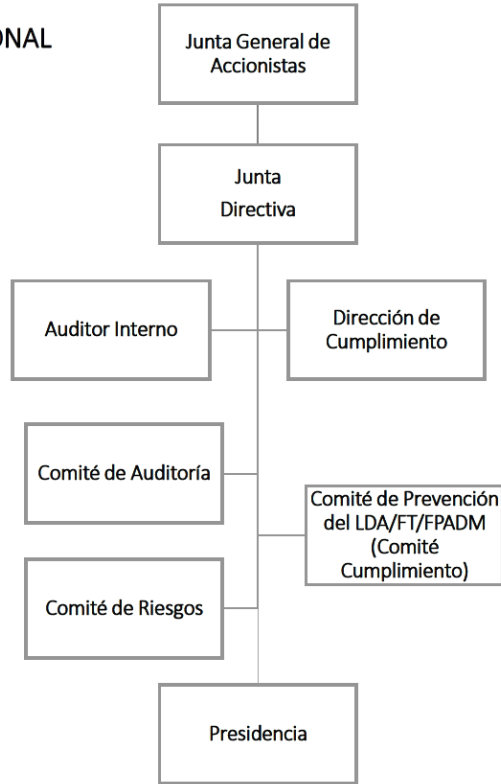 Junta General de
Accionistas
Junta
Directiva
Auditor Interno
Dirección de
Cumplimiento
Comité de Auditoría
Comité de Prevención
del LDA/FT/FPADM
(Comité
Cumplimiento)
Comité de Riesgos
Presidencia